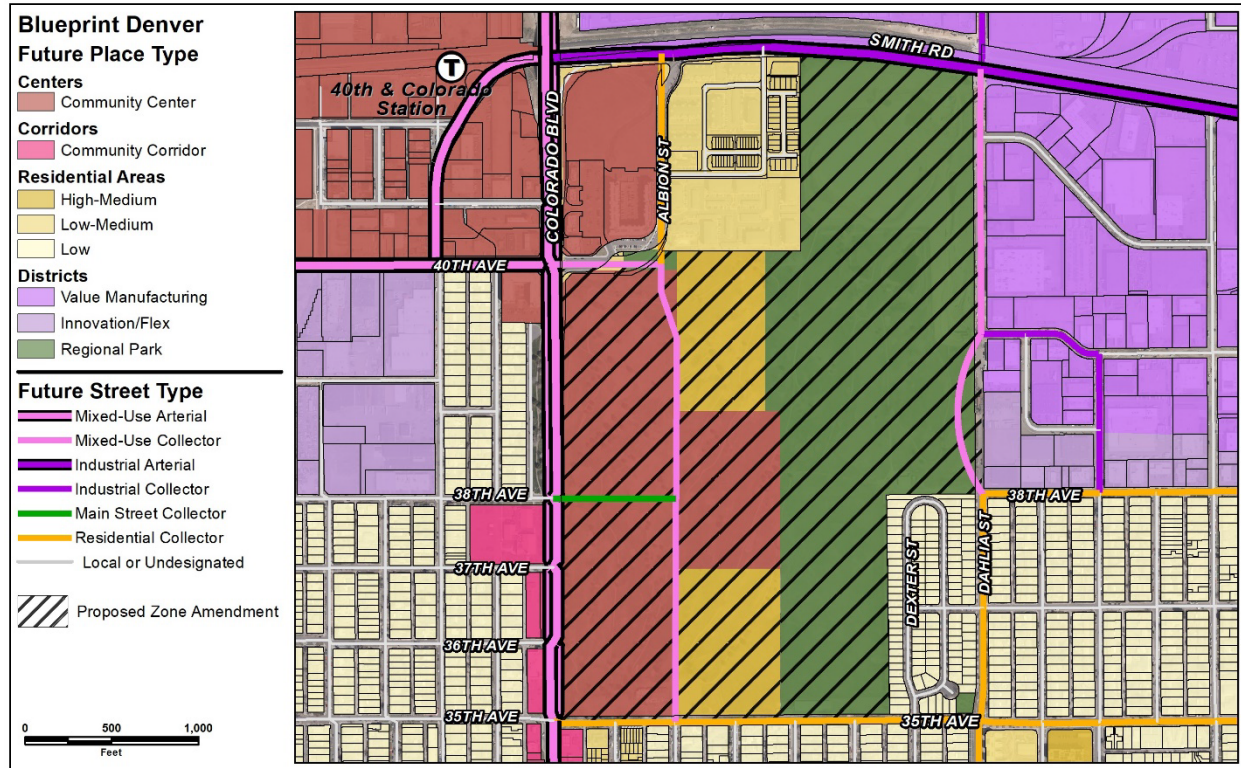 Blueprint Denver
Future Place Type
Centers
Community Center
Corridors
Community Corridor
Residential Areas
High-Medium
Low-Medium
Low
Districts
Value Manufacturing
Innovation/Flex
Regional Park
Future Street Type
Mixed-Use Arterial
Mixed-Use Collector
Industrial Arterial
Industrial Collector
Main Street Collector
Residential Collector
Local or Undesignated
Proposed Zone Amendment
0 500 1,000
Feet
SMITH RD
T
40th & Colorado
Station
COLORADO BLVD
ALBION ST
40TH AVE
38TH AVE
38TH AVE
37TH AVE
DEXTER ST
DAHLIA ST
36TH AVE
35TH AVE
35TH AVE